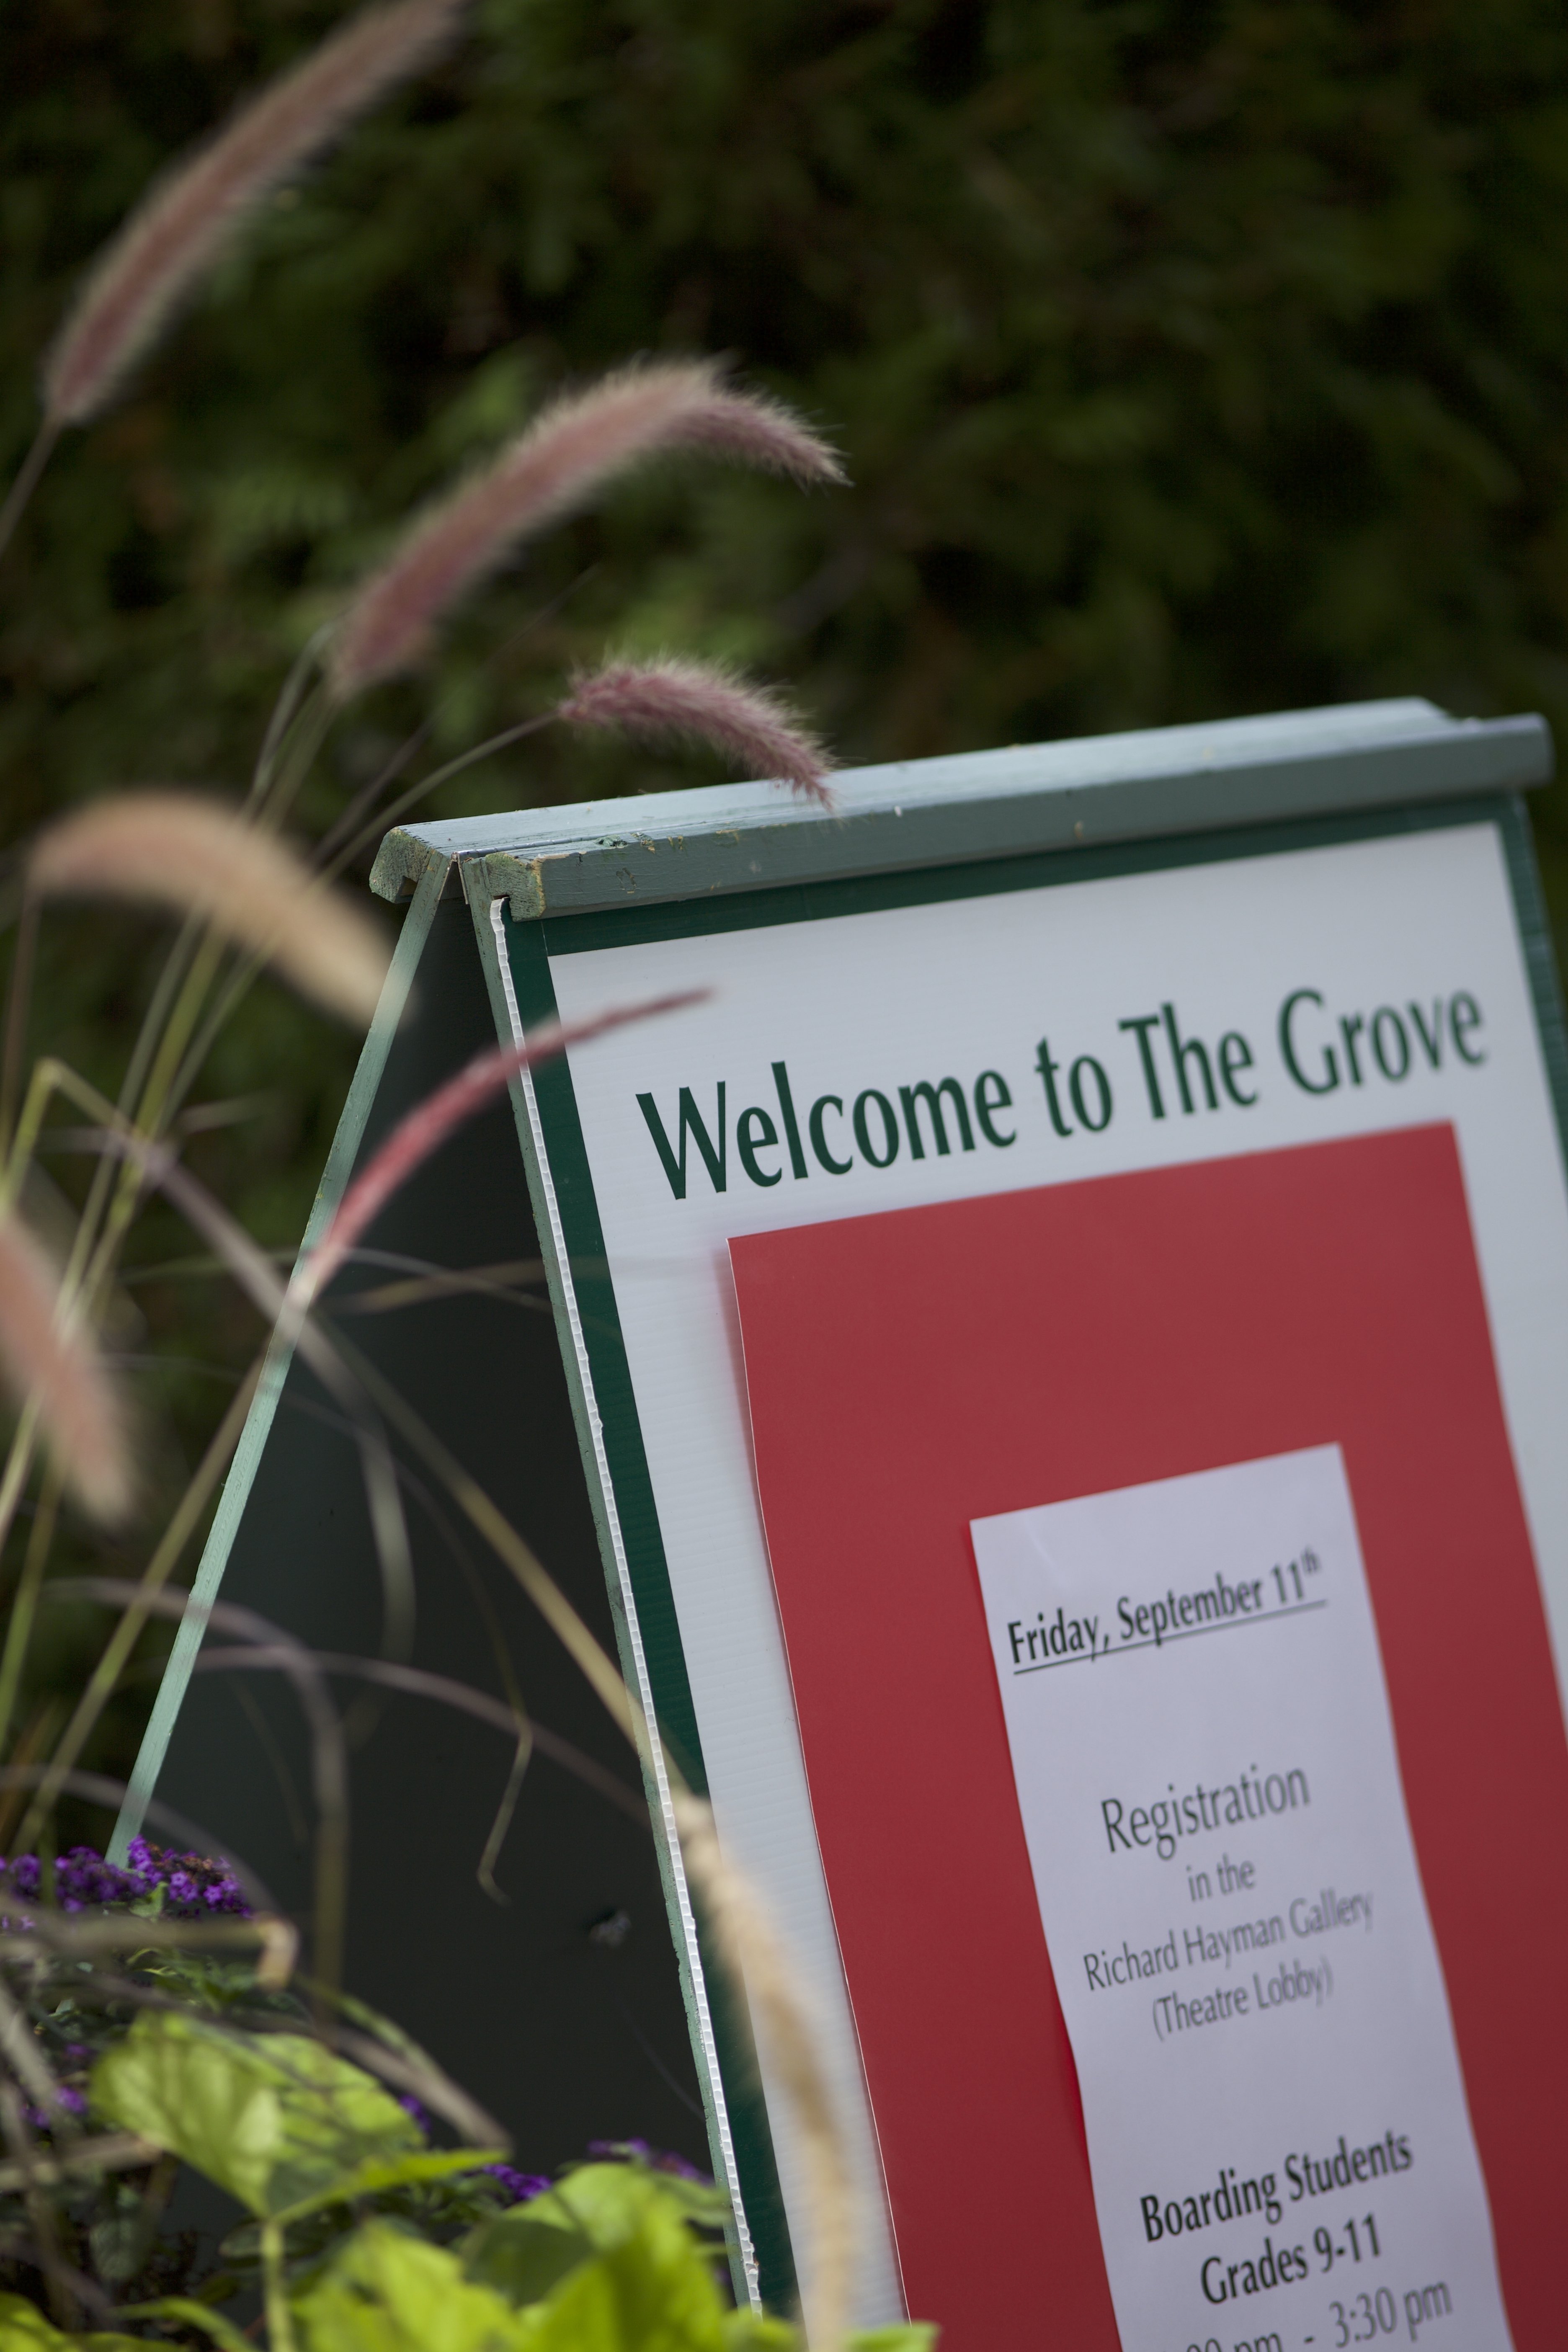 Welcome to The Grove
Friday, September 11th
Registration
in the
Richard Hayman Gallery
(Theatre Lobby)
Boarding Students
Grades 9-11
pm - 3:30 pm